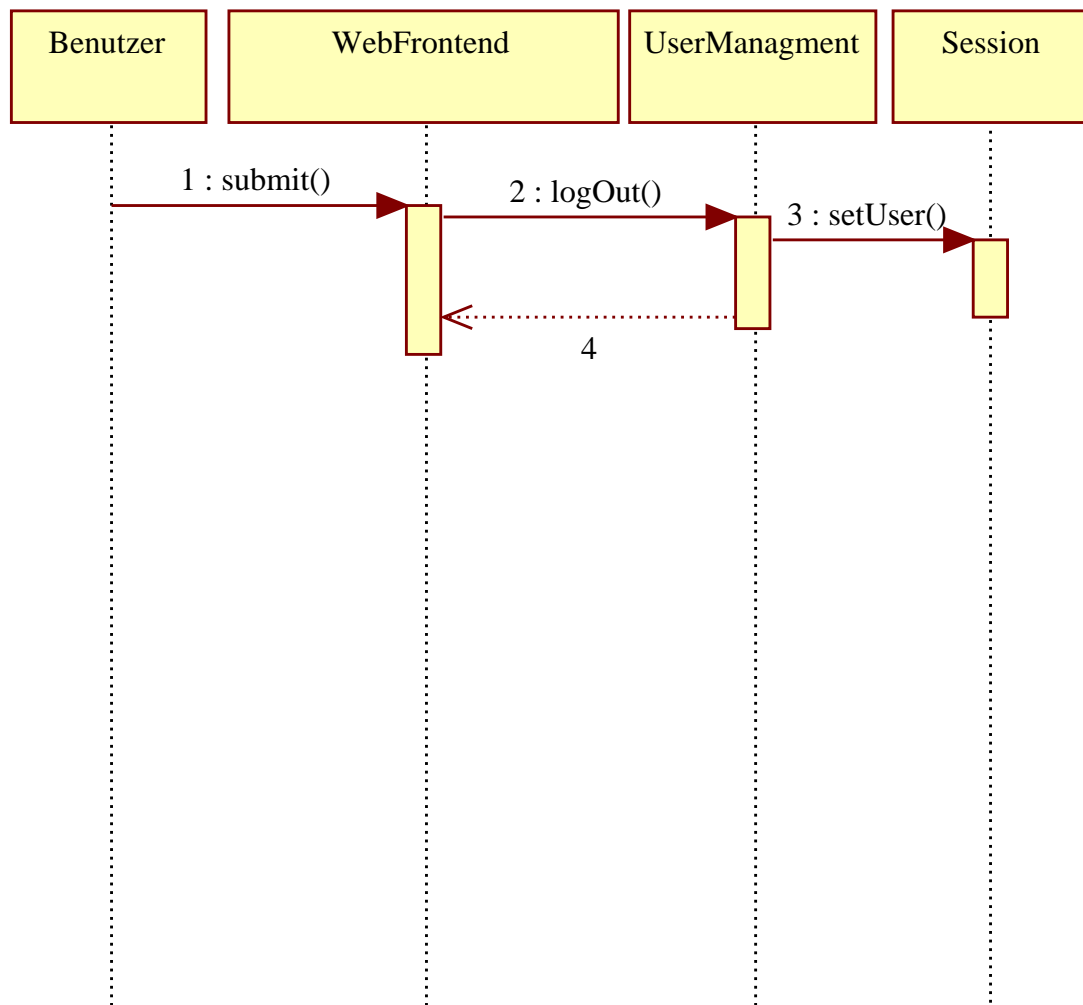 Benutzer
WebFrontend
UserManagment
Session
1 : submit()
2 : logOut()
3 : setUser()
4